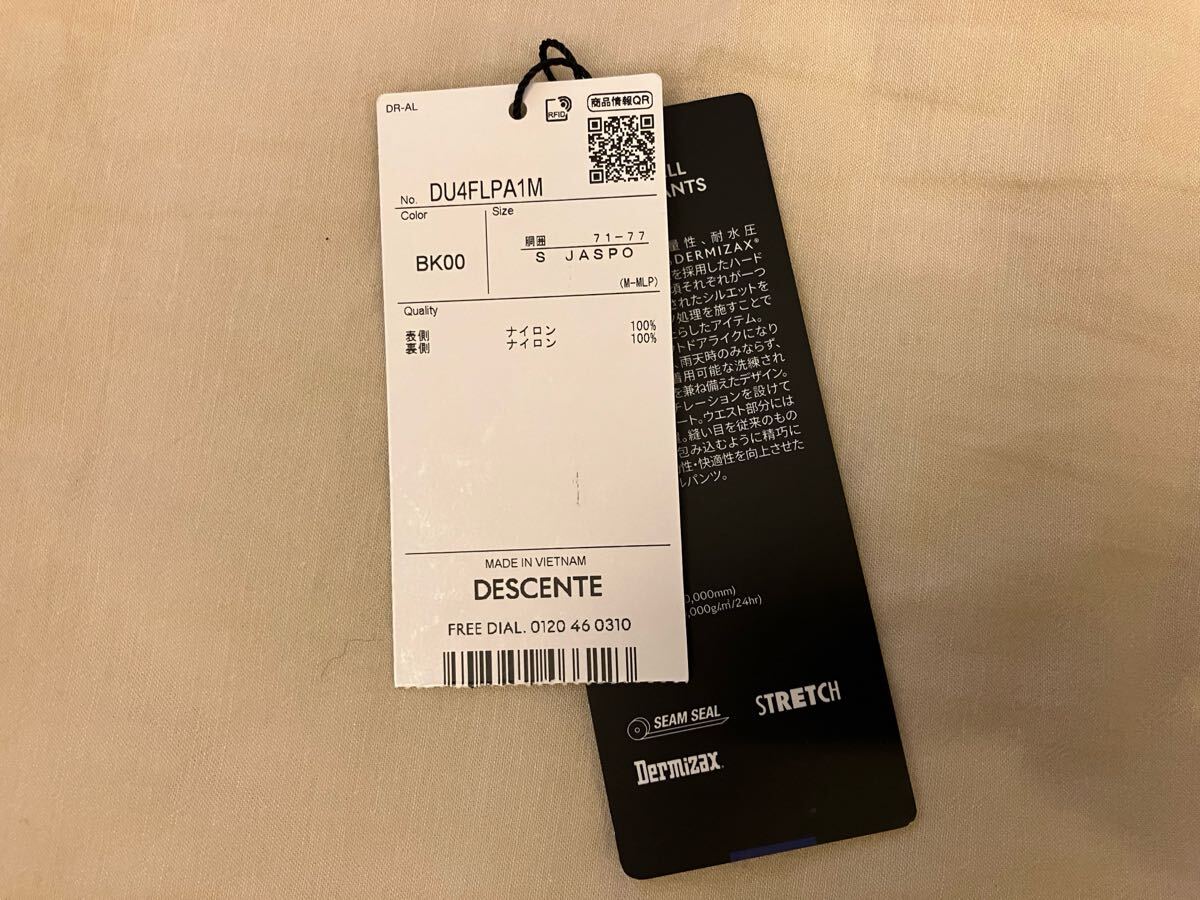 DR-AL
RFID
商品情報QR
No. DU4FLPA1M
Color
BK00
Size
胴囲 71-77
S JASPO
(M-MLP)
Quality
表側 ナイロン 100%
裏側 ナイロン 100%
MADE IN VIETNAM
DESCENTE
FREE DIAL. 0120 46 0310
LL
ANTS
量性、耐水圧
DERMIZAX®
を採用したハード
頃それぞれが一つ
されたシルエットを
処理を施すことで
らしたアイテム。
トドアライクになり
、雨天時のみならず、
着用可能な洗練され
を兼ね備えたデザイン。
チレーションを設けて
ート。ウエスト部分には
。縫い目を従来のもの
包み込むように精巧に
性・快適性を向上させた
ルパンツ。
0,000mm)
,000g/㎡/24hr)
SEAM SEAL
STRETCH
Dermizax.